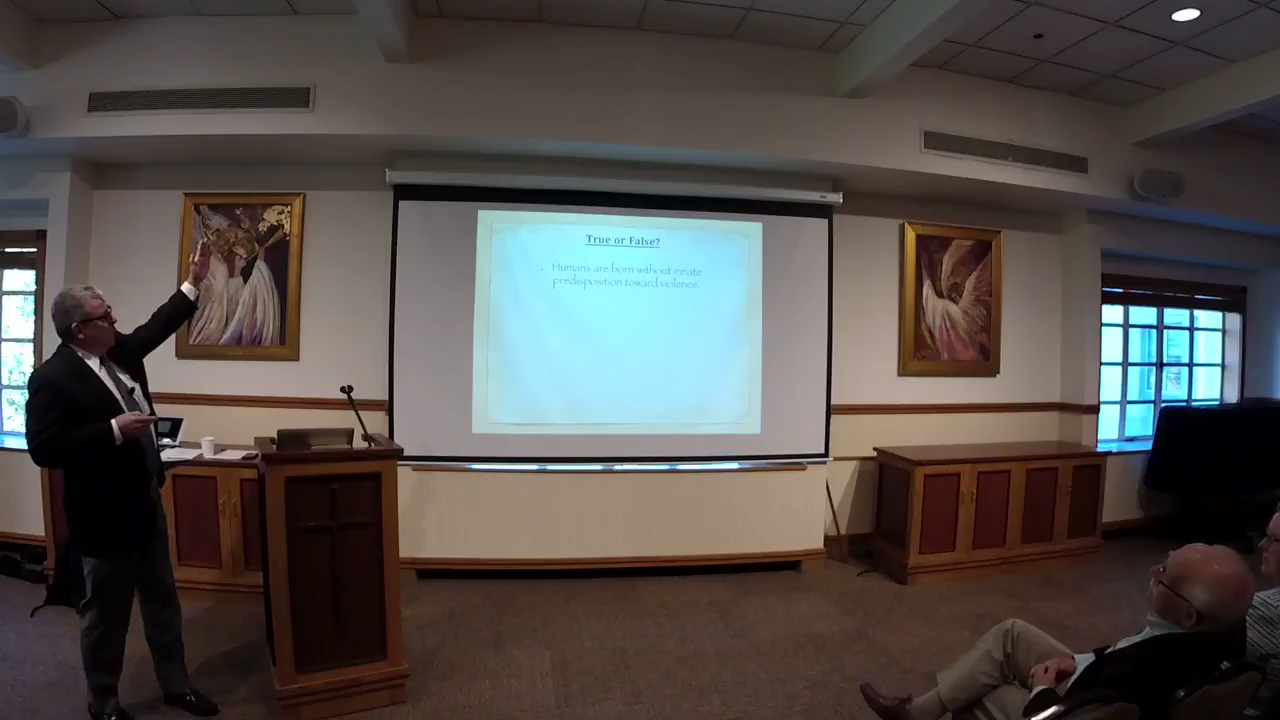 True or False?
Humans are born without innate
predisposition toward violence.